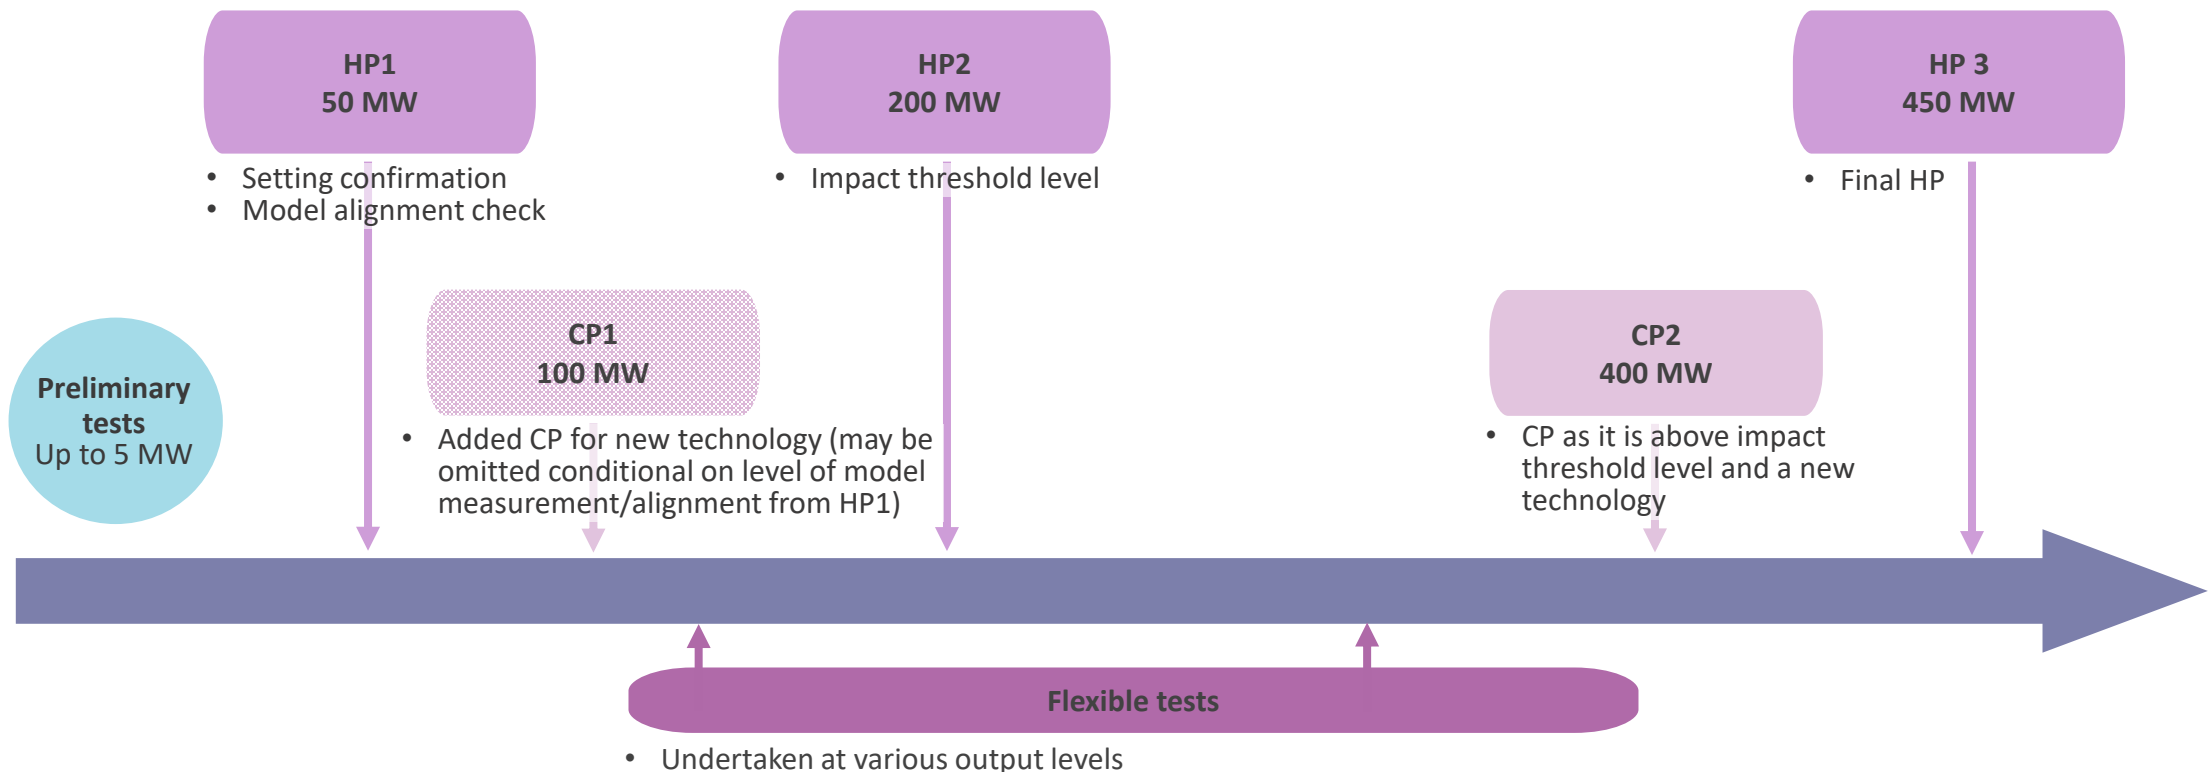 HP1
50 MW
• Setting confirmation
• Model alignment check
HP2
200 MW
• Impact threshold level
HP 3
450 MW
• Final HP
Preliminary
tests
Up to 5 MW
CP1
100 MW
• Added CP for new technology (may be
omitted conditional on level of model
measurement/alignment from HP1)
CP2
400 MW
• CP as it is above impact
threshold level and a new
technology
Flexible tests
• Undertaken at various output levels